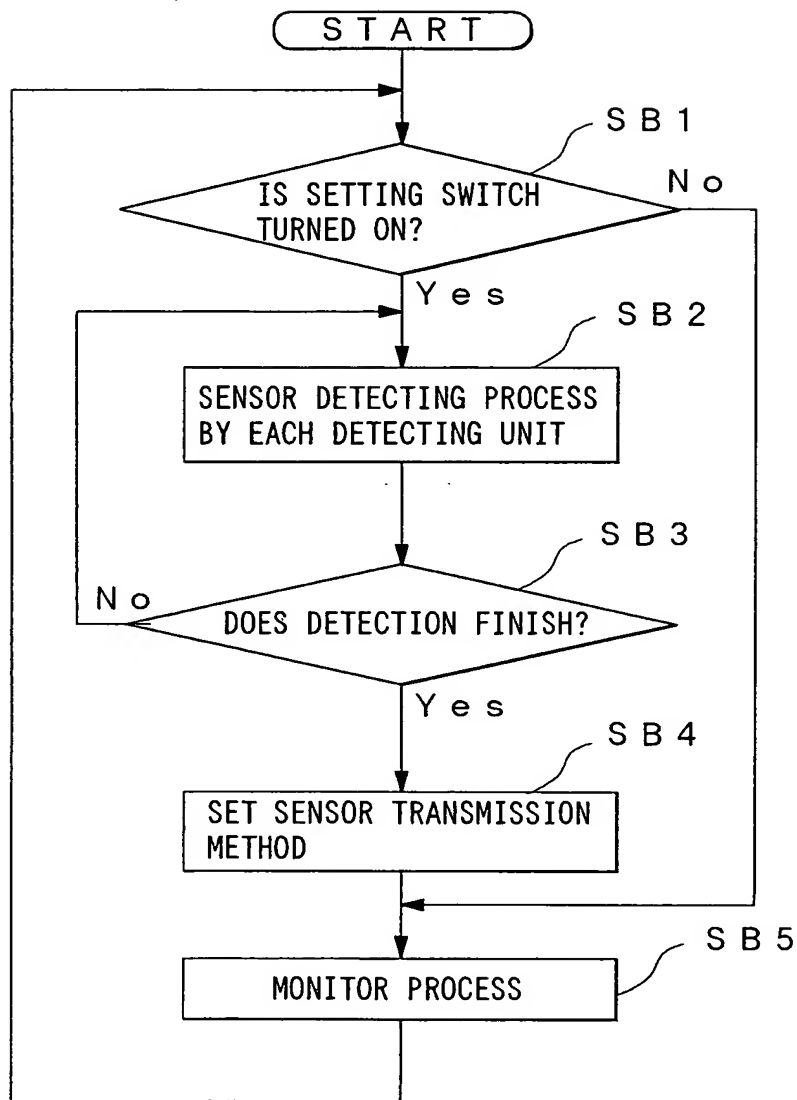 START
SB1
IS SETTING SWITCH
TURNED ON?
No
Yes
SB2
SENSOR DETECTING PROCESS
BY EACH DETECTING UNIT
SB3
No
DOES DETECTION FINISH?
Yes
SB4
SET SENSOR TRANSMISSION
METHOD
SB5
MONITOR PROCESS